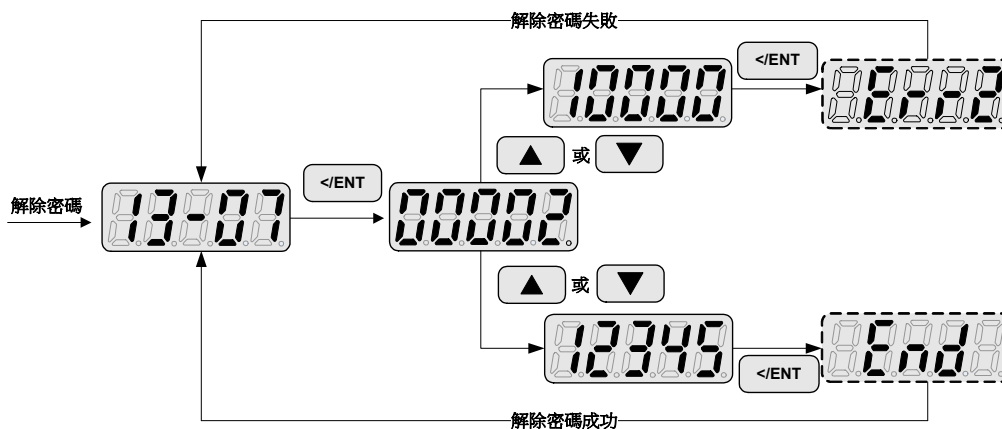 解除密碼失敗
</ENT
10000
Err2
或
解除密碼
13-07
</ENT
00002
或
12345
</ENT
End
解除密碼成功